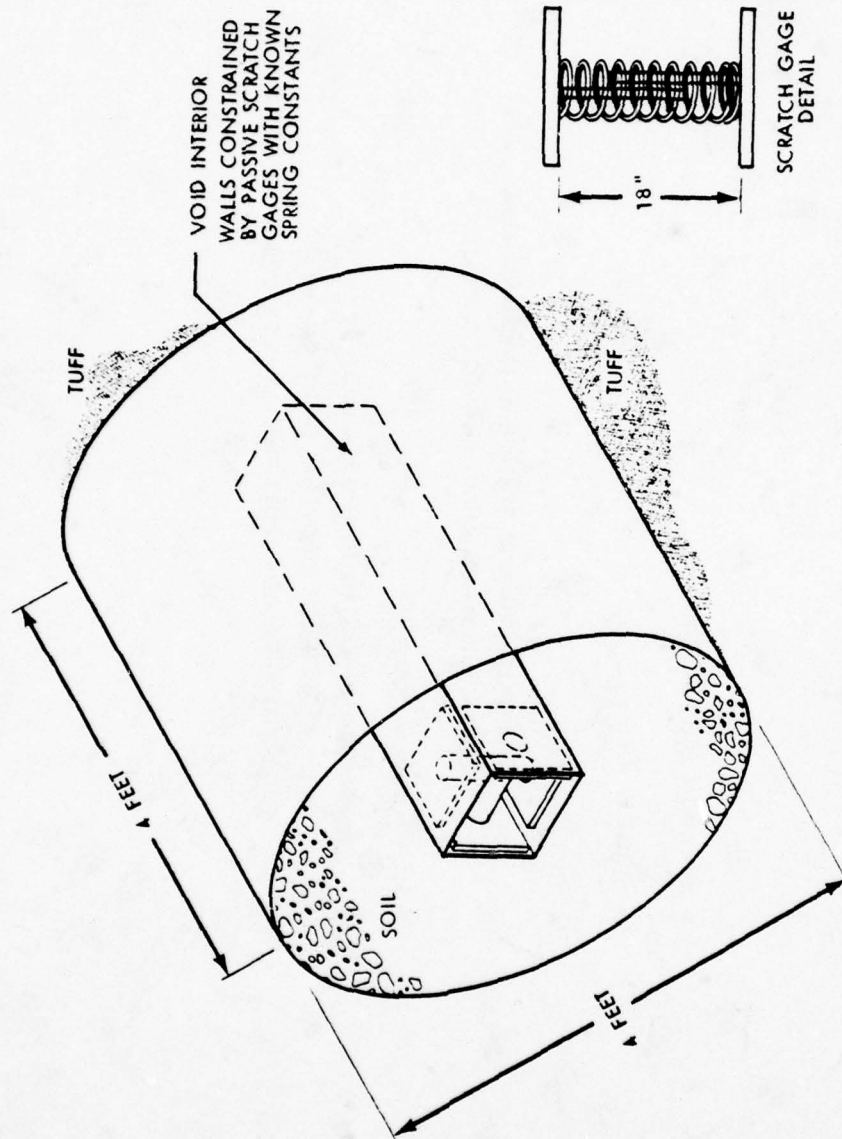 TUFF
VOID INTERIOR
WALLS CONSTRAINED
BY PASSIVE SCRATCH
GAGES WITH KNOWN
SPRING CONSTANTS
4 FEET
SOIL
TUFF
4 FEET
18"
SCRATCH GAGE
DETAIL